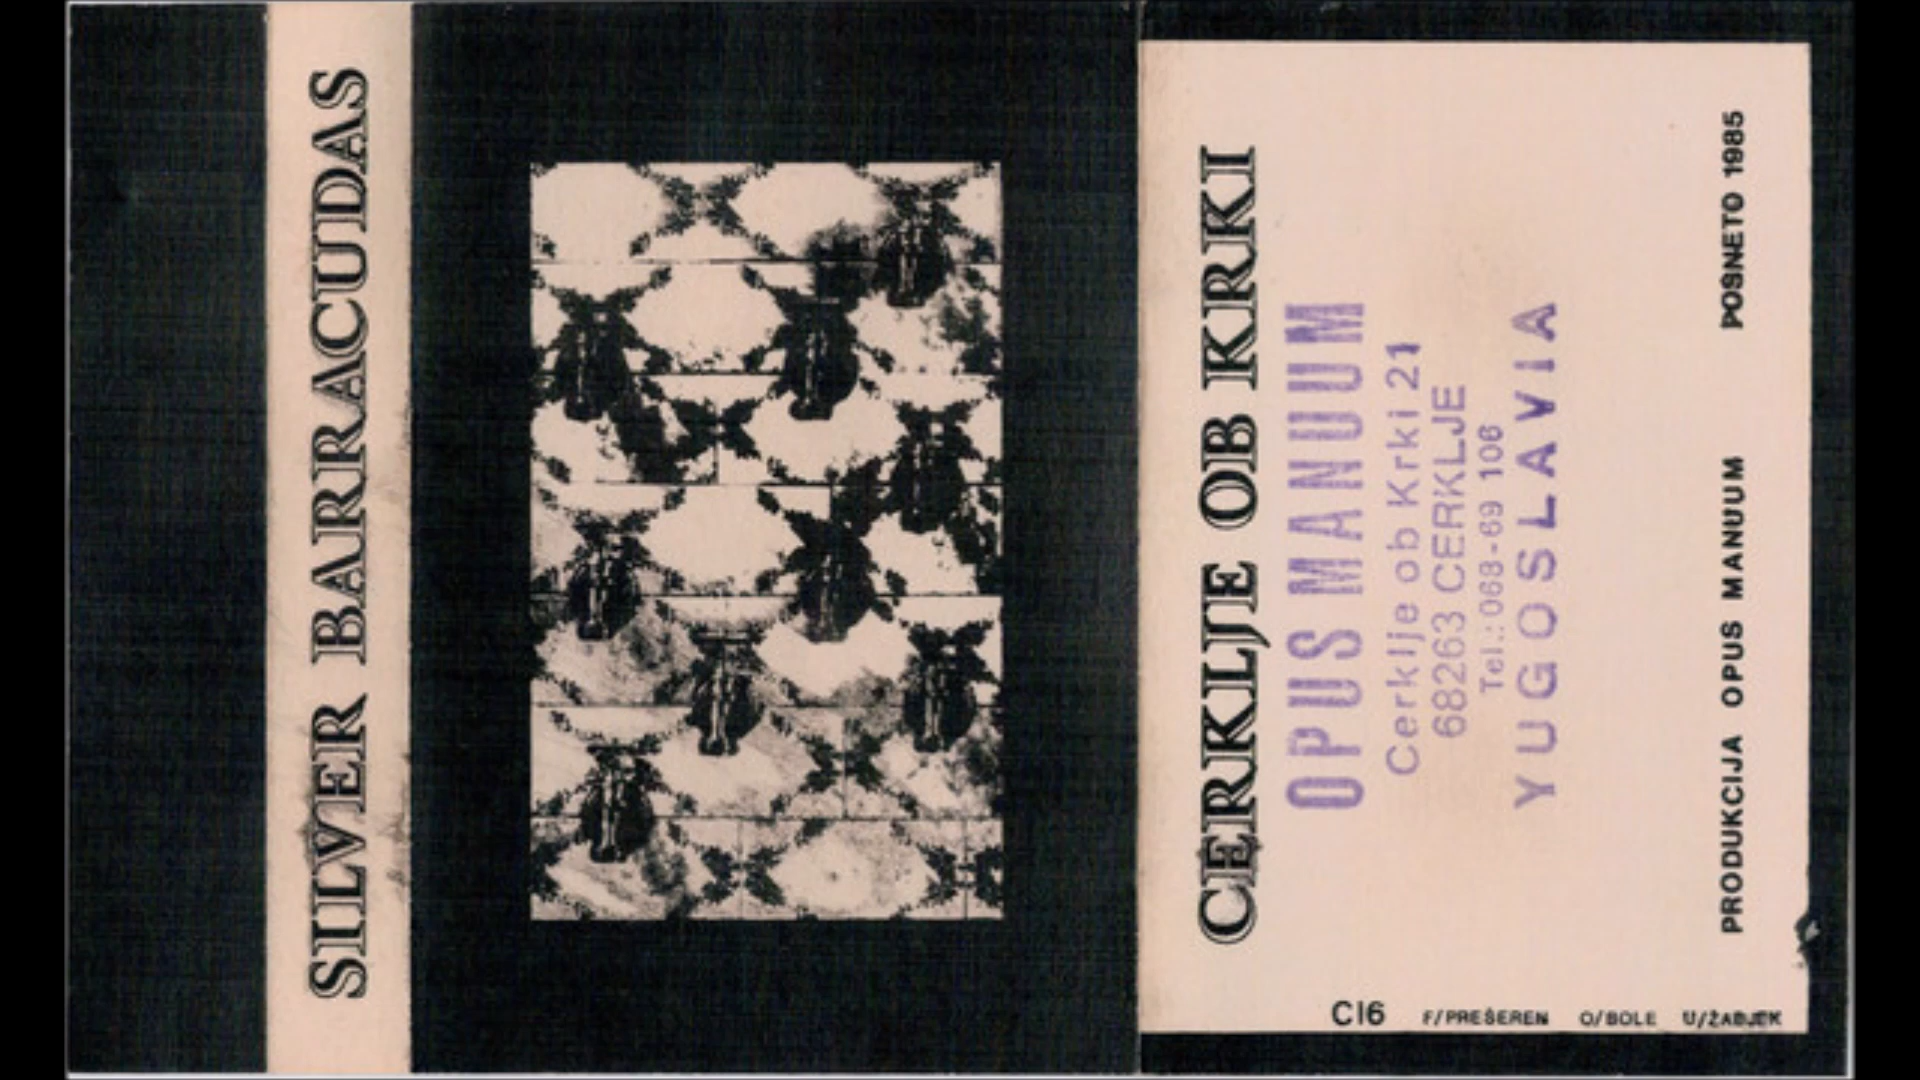 SILVER BARRACUDAS
CERKLJE OB KRKI
OPUS MANUUM
Cerklje ob Krki 21
68263 CERKLJE
Tel.: 068-69 106
YUGOSLAVIA
PRODUKCIJA OPUS MANUUM POSNETO 1985
C16 F/PREŠEREN O/BOLE U/ŽABJEK